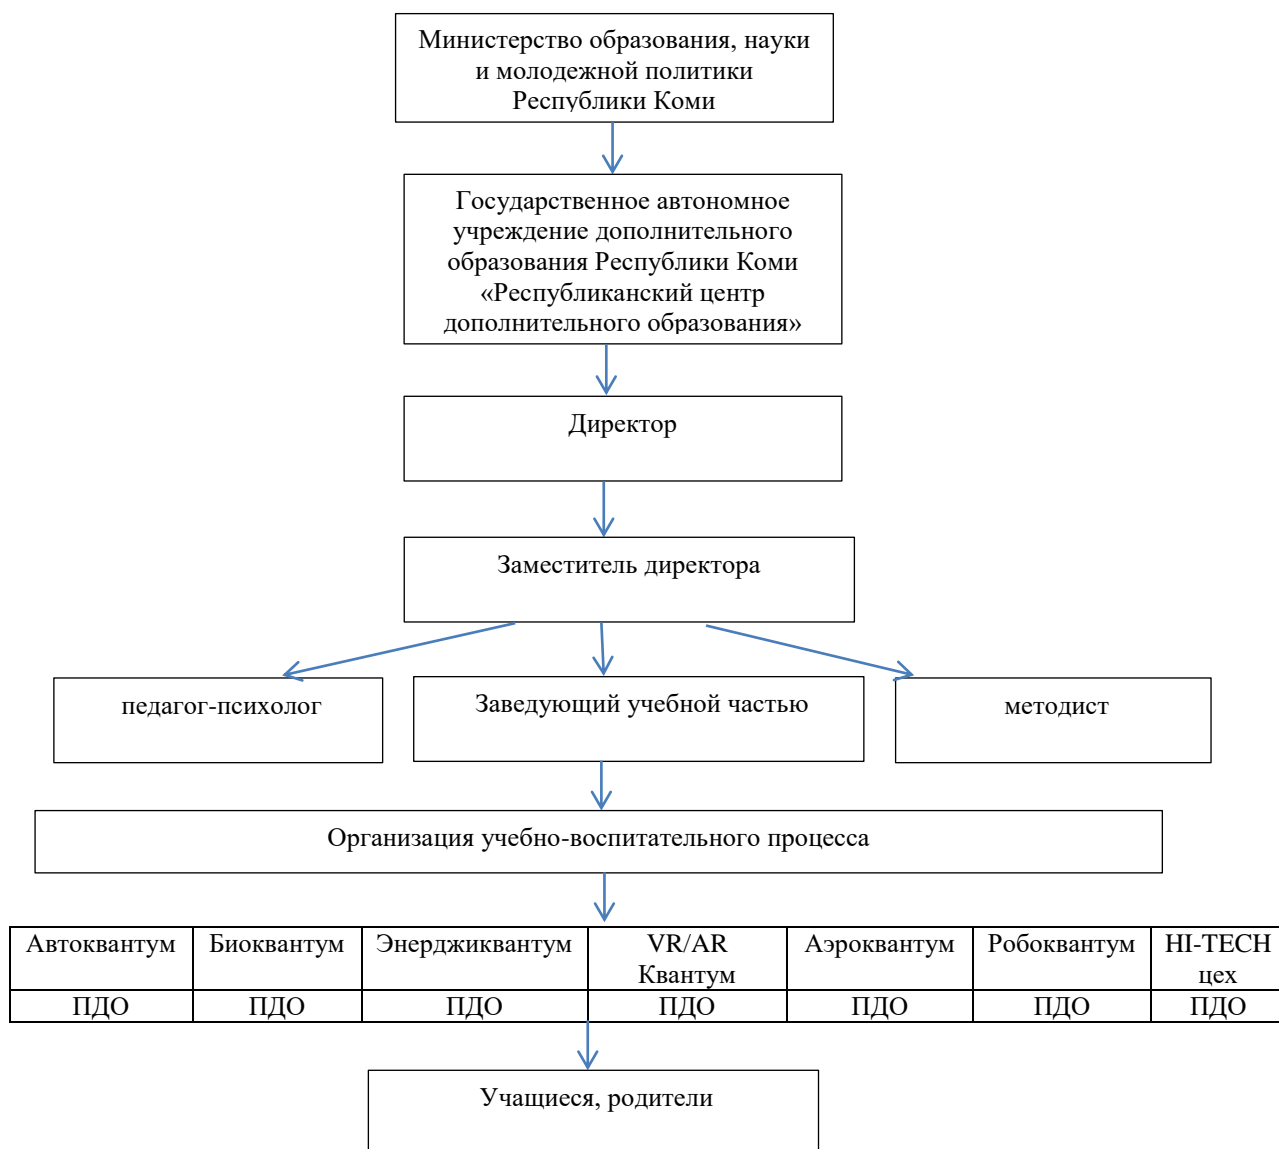 Министерство образования, науки
и молодежной политики
Республики Коми
Государственное автономное
учреждение дополнительного
образования Республики Коми
«Республиканский центр
дополнительного образования»
Директор
Заместитель директора
педагог-психолог
Заведующий учебной частью
методист
Организация учебно-воспитательного процесса
Автоквантум
Биоквантум
Энерджиквантум
VR/AR
Квантум
Аэроквантум
Робоквантум
HI-TECH
цех
ПДО
ПДО
ПДО
ПДО
ПДО
ПДО
ПДО
Учащиеся, родители